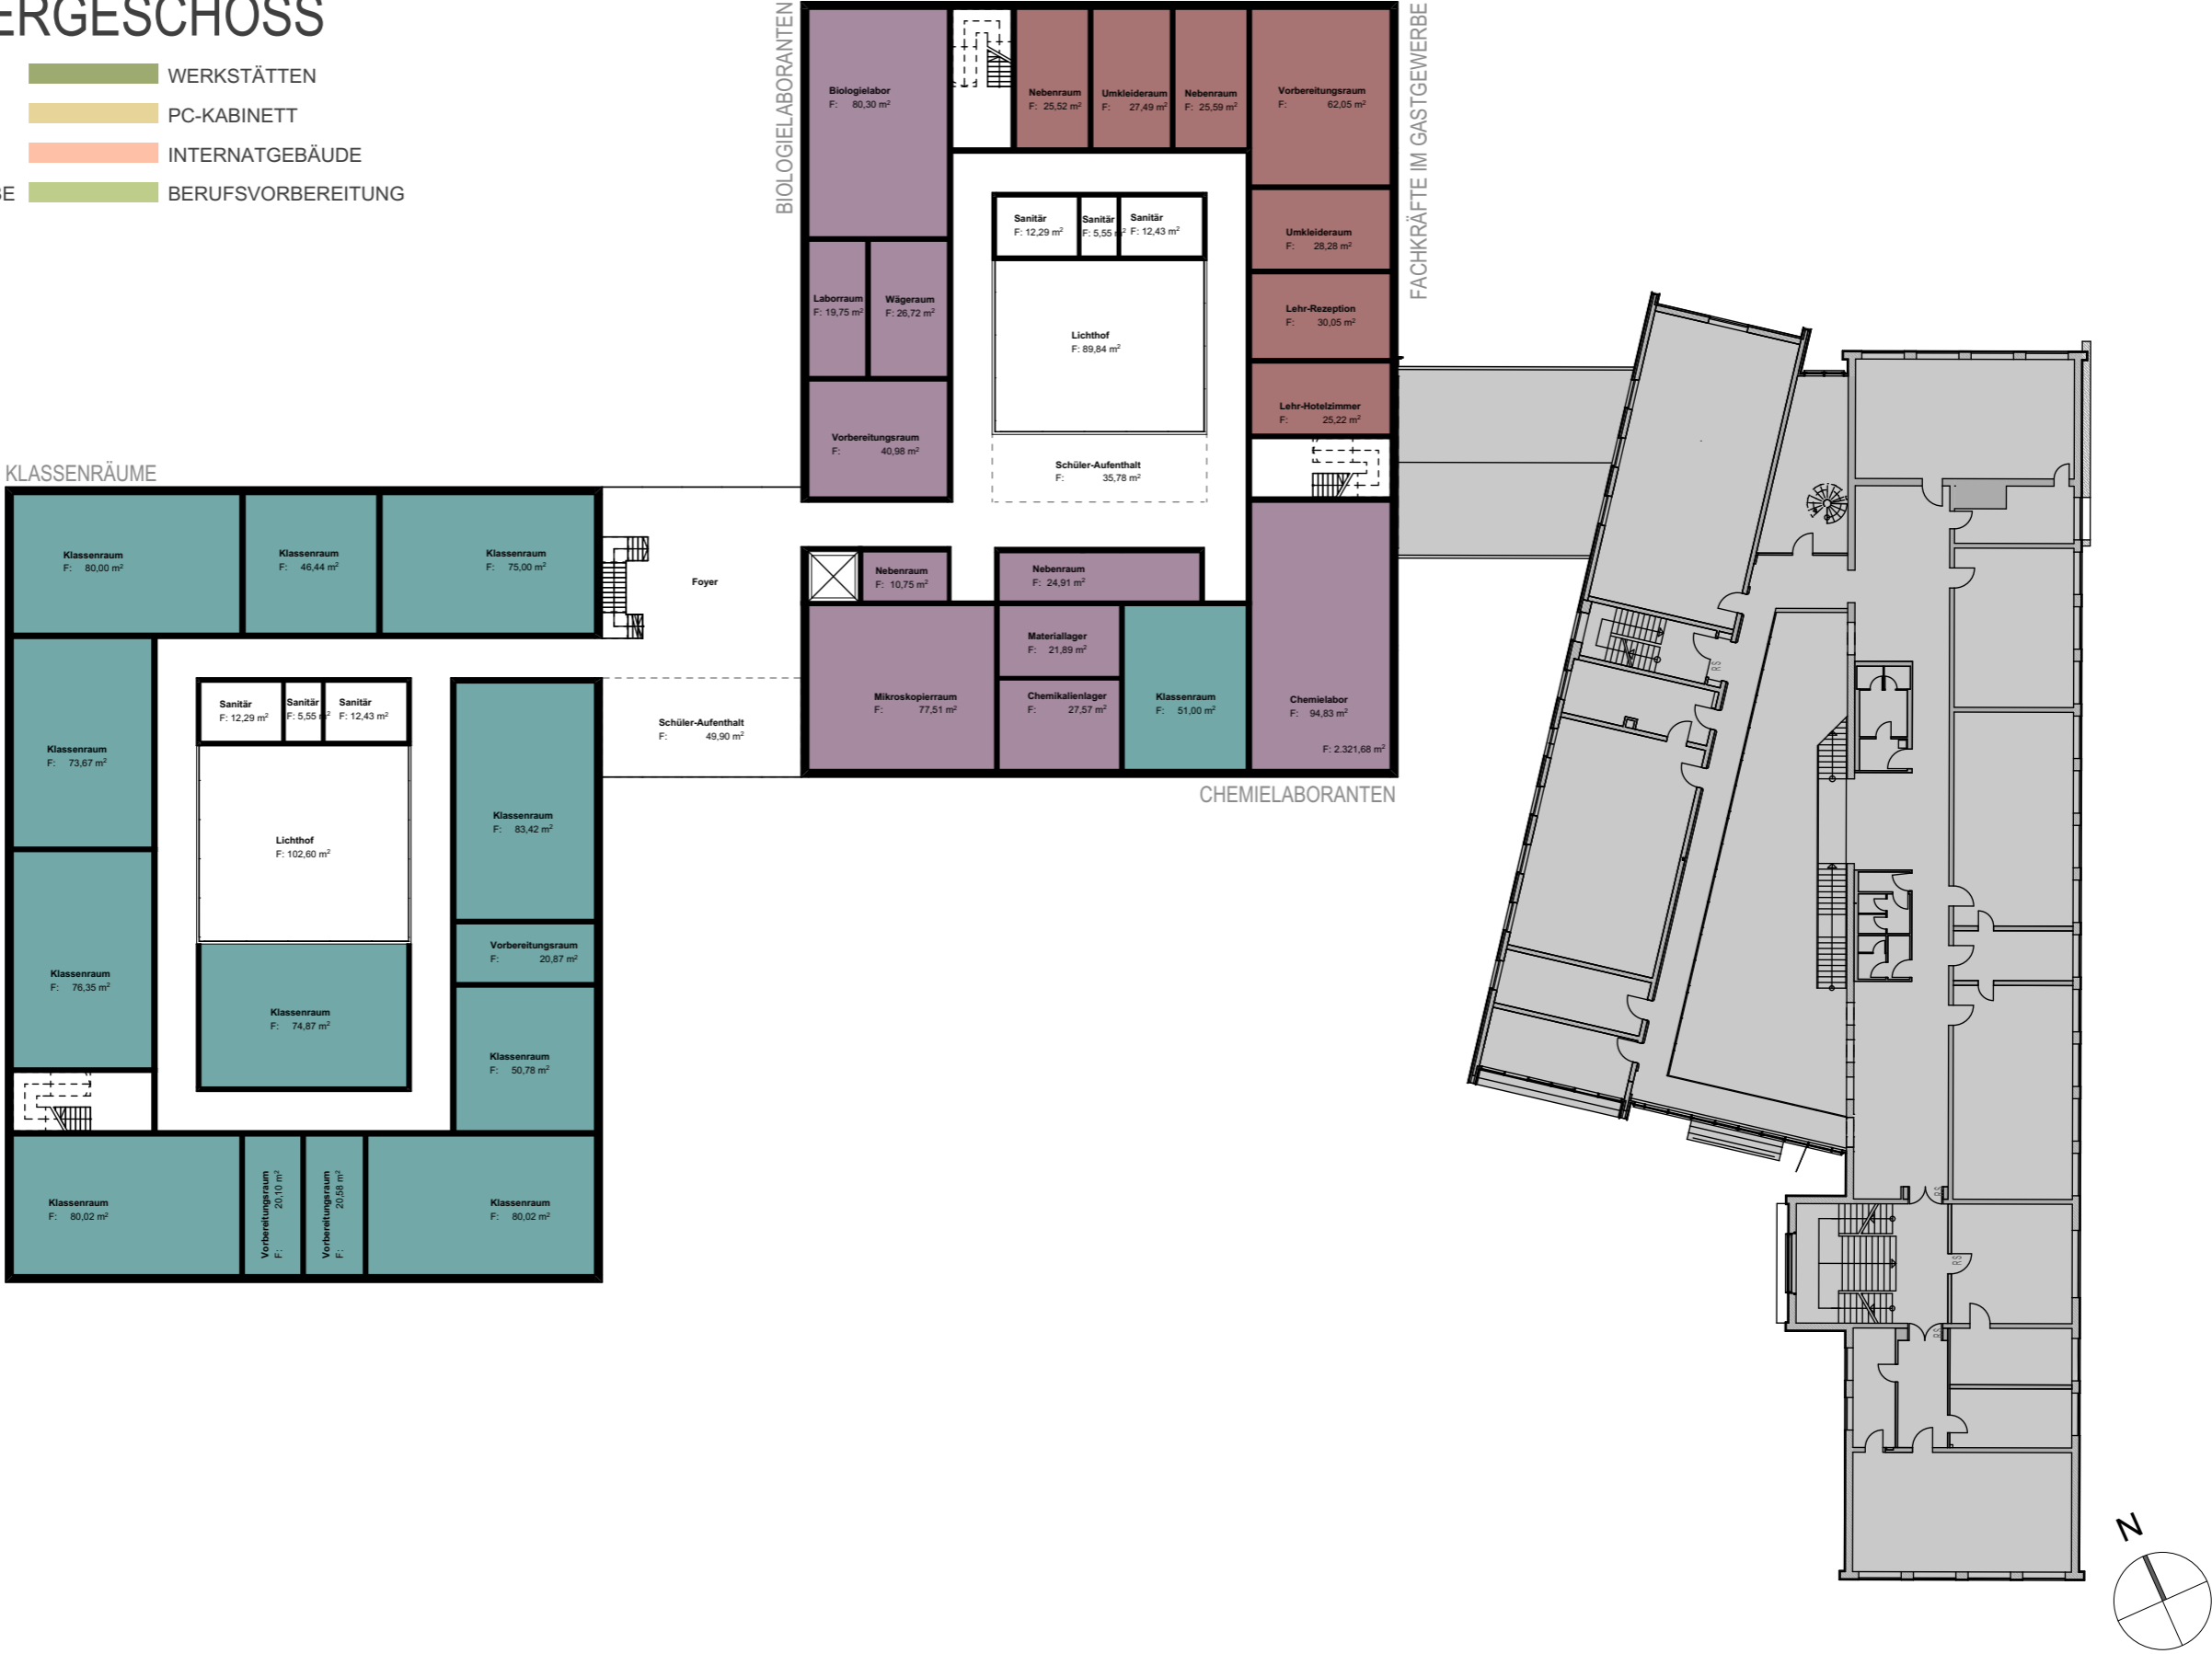 ERGESCHOSS
WERKSTÄTTEN
PC-KABINETT
INTERNATGEBÄUDE
BE
BERUFSVORBEREITUNG
BIOLOGIELABORANTEN
FACHKRÄFTE IM GASTGEWERBE
Biologielabor
F: 80,30 m²
Nebenraum
F: 25,52 m²
Umkleideraum
F: 27,49 m²
Nebenraum
F: 25,59 m²
Vorbereitungsraum
F: 62,05 m²
Sanitär
F: 12,29 m²
Sanitär
F: 5,55 m²
Sanitär
F: 12,43 m²
Umkleideraum
F: 28,28 m²
Laborraum
F: 19,75 m²
Wägeraum
F: 26,72 m²
Lehr-Rezeption
F: 30,05 m²
Lichthof
F: 89,84 m²
Lehr-Hotelzimmer
F: 25,22 m²
Vorbereitungsraum
F: 40,98 m²
Schüler-Aufenthalt
F: 35,78 m²
KLASSENRÄUME
Klassenraum
F: 80,00 m²
Klassenraum
F: 46,44 m²
Klassenraum
F: 75,00 m²
Foyer
Nebenraum
F: 10,75 m²
Nebenraum
F: 24,91 m²
Materiallager
F: 21,89 m²
Mikroskopierraum
F: 77,51 m²
Chemikalienlager
F: 27,57 m²
Klassenraum
F: 51,00 m²
Chemielabor
F: 94,83 m²
F: 2.321,68 m²
CHEMIELABORANTEN
Sanitär
F: 12,29 m²
Sanitär
F: 5,55 m²
Sanitär
F: 12,43 m²
Schüler-Aufenthalt
F: 49,90 m²
Klassenraum
F: 73,67 m²
Klassenraum
F: 83,42 m²
Lichthof
F: 102,60 m²
Vorbereitungsraum
F: 20,87 m²
Klassenraum
F: 76,35 m²
Klassenraum
F: 74,87 m²
Klassenraum
F: 50,78 m²
Klassenraum
F: 80,02 m²
Vorbereitungsraum
F: 20,10 m²
Vorbereitungsraum
F: 20,58 m²
Klassenraum
F: 80,02 m²
RS
RS
RS
RS
N